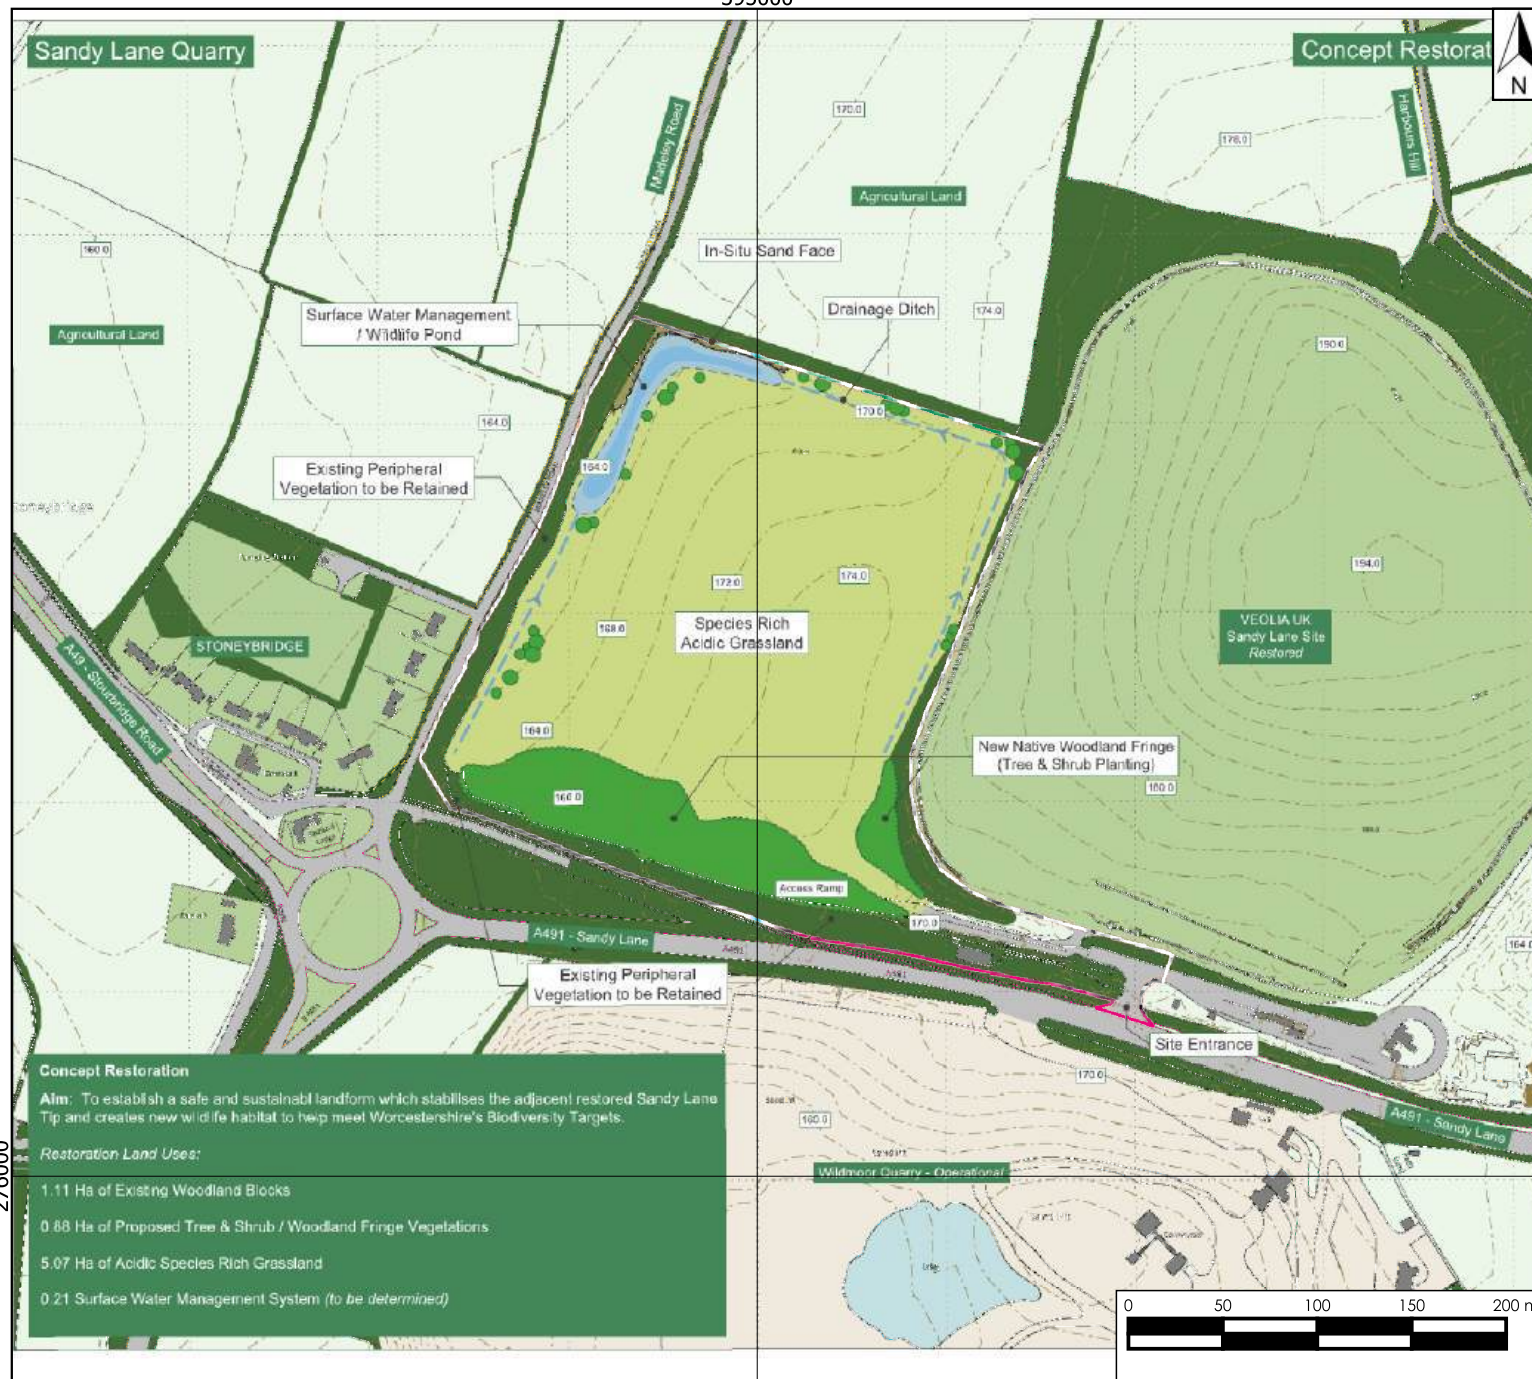 Sandy Lane Quarry
N
Madeley Road
Harbours Hill
170.0
178.0
Agricultural Land
160.0
In-Situ Sand Face
Surface Water Management
/ Wildlife Pond
Drainage Ditch
174.0
Agricultural Land
190.0
170.0
164.0
Existing Peripheral
Vegetation to be Retained
164.0
194.0
172.0
174.0
168.0
Species Rich
Acidic Grassland
VEOLIA UK
Sandy Lane Site
Restored
STONEYBRIDGE
A49 - Stourbridge Road
164.0
New Native Woodland Fringe
(Tree & Shrub Planting)
166.0
180.0
Access Ramp
170.0
A491 - Sandy Lane
A491
A491
Existing Peripheral
Vegetation to be Retained
Site Entrance
170.0
160.0
A491 - Sandy Lane
Wildmoor Quarry - Operational
Concept Restoration
Aim: To establish a safe and sustainabl landform which stabilises the adjacent restored Sandy Lane
Tip and creates new wildlife habitat to help meet Worcestershire's Biodiversity Targets.
Restoration Land Uses:
1.11 Ha of Existing Woodland Blocks
0.88 Ha of Proposed Tree & Shrub / Woodland Fringe Vegetations
5.07 Ha of Acidic Species Rich Grassland
0.21 Surface Water Management System (to be determined)
0 50 100 150 200